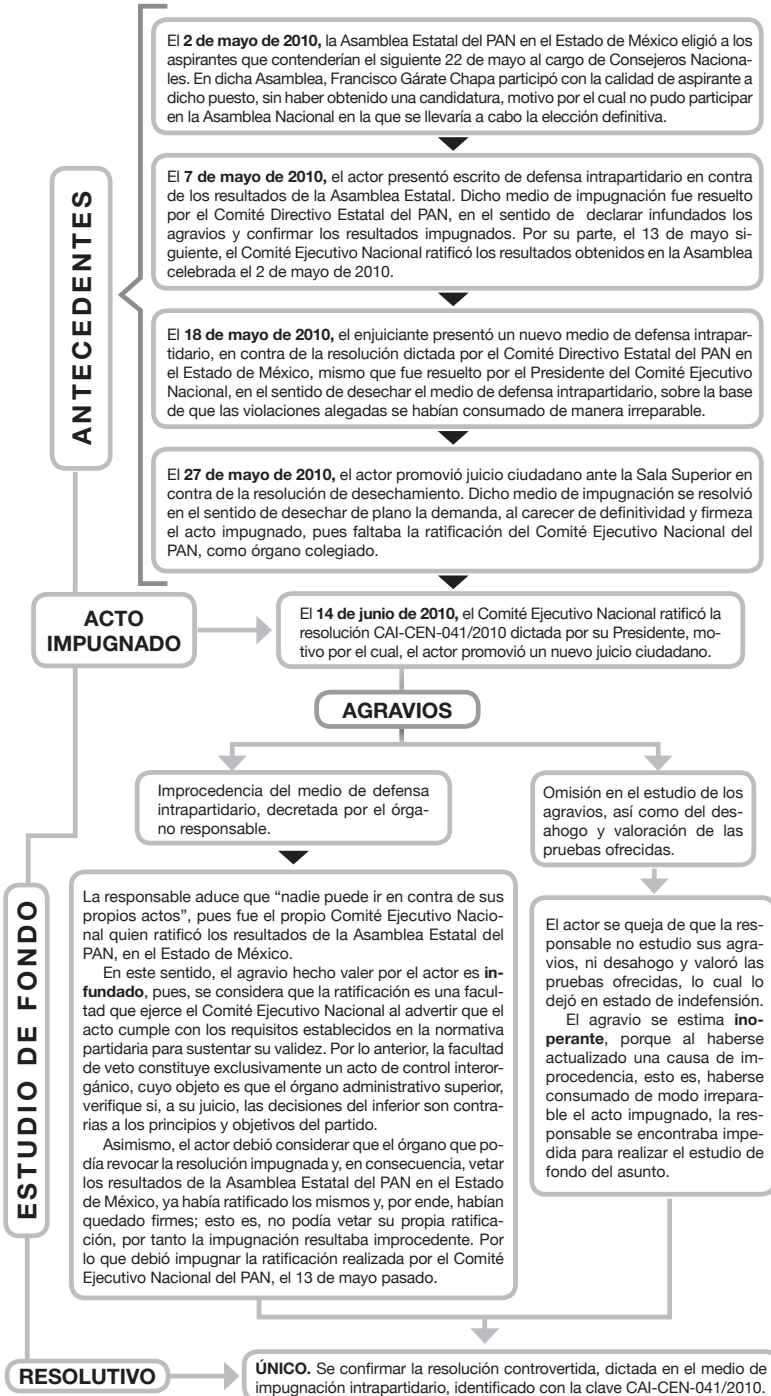 ANTECEDENTES
El 2 de mayo de 2010, la Asamblea Estatal del PAN en el Estado de México eligió a los
aspirantes que contenderían el siguiente 22 de mayo al cargo de Consejeros Naciona-
les. En dicha Asamblea, Francisco Gárate Chapa participó con la calidad de aspirante a
dicho puesto, sin haber obtenido una candidatura, motivo por el cual no pudo participar
en la Asamblea Nacional en la que se llevaría a cabo la elección definitiva.
El 7 de mayo de 2010, el actor presentó escrito de defensa intrapartidario en contra
de los resultados de la Asamblea Estatal. Dicho medio de impugnación fue resuelto
por el Comité Directivo Estatal del PAN, en el sentido de declarar infundados los
agravios y confirmar los resultados impugnados. Por su parte, el 13 de mayo si-
guiente, el Comité Ejecutivo Nacional ratificó los resultados obtenidos en la Asamblea
celebrada el 2 de mayo de 2010.
El 18 de mayo de 2010, el enjuiciante presentó un nuevo medio de defensa intrapar-
tidario, en contra de la resolución dictada por el Comité Directivo Estatal del PAN en
el Estado de México, mismo que fue resuelto por el Presidente del Comité Ejecutivo
Nacional, en el sentido de desechar el medio de defensa intrapartidario, sobre la base
de que las violaciones alegadas se habían consumado de manera irreparable.
El 27 de mayo de 2010, el actor promovió juicio ciudadano ante la Sala Superior en
contra de la resolución de desechamiento. Dicho medio de impugnación se resolvió
en el sentido de desechar de plano la demanda, al carecer de definitividad y firmeza
el acto impugnado, pues faltaba la ratificación del Comité Ejecutivo Nacional del
PAN, como órgano colegiado.
ACTO
IMPUGNADO
El 14 de junio de 2010, el Comité Ejecutivo Nacional ratificó la
resolución CAI-CEN-041/2010 dictada por su Presidente, mo-
tivo por el cual, el actor promovió un nuevo juicio ciudadano.
AGRAVIOS
ESTUDIO DE FONDO
Improcedencia del medio de defensa
intrapartidario, decretada por el órga-
no responsable.
La responsable aduce que “nadie puede ir en contra de sus
propios actos”, pues fue el propio Comité Ejecutivo Nacio-
nal quien ratificó los resultados de la Asamblea Estatal del
PAN, en el Estado de México.
En este sentido, el agravio hecho valer por el actor es in-
fundado, pues, se considera que la ratificación es una facul-
tad que ejerce el Comité Ejecutivo Nacional al advertir que el
acto cumple con los requisitos establecidos en la normativa
partidaria para sustentar su validez. Por lo anterior, la facultad
de veto constituye exclusivamente un acto de control interor-
gánico, cuyo objeto es que el órgano administrativo superior,
verifique si, a su juicio, las decisiones del inferior son contra-
rias a los principios y objetivos del partido.
Asimismo, el actor debió considerar que el órgano que po-
día revocar la resolución impugnada y, en consecuencia, vetar
los resultados de la Asamblea Estatal del PAN en el Estado
de México, ya había ratificado los mismos y, por ende, habían
quedado firmes; esto es, no podía vetar su propia ratifica-
ción, por tanto la impugnación resultaba improcedente. Por
lo que debió impugnar la ratificación realizada por el Comité
Ejecutivo Nacional del PAN, el 13 de mayo pasado.
Omisión en el estudio de los
agravios, así como del des-
ahogo y valoración de las
pruebas ofrecidas.
El actor se queja de que la res-
ponsable no estudio sus agra-
vios, ni desahogo y valoró las
pruebas ofrecidas, lo cual lo
dejó en estado de indefensión.
El agravio se estima ino-
perante, porque al haberse
actualizado una causa de im-
procedencia, esto es, haberse
consumado de modo irrepara-
ble el acto impugnado, la res-
ponsable se encontraba impe-
dida para realizar el estudio de
fondo del asunto.
RESOLUTIVO
ÚNICO. Se confirmar la resolución controvertida, dictada en el medio de
impugnación intrapartidario, identificado con la clave CAI-CEN-041/2010.